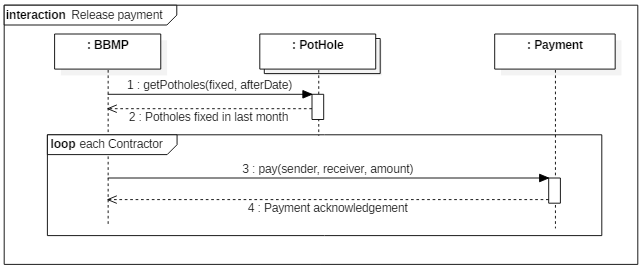 interaction Release payment
: BBMP
: PotHole
: Payment
1 : getPotholes(fixed, afterDate)
2 : Potholes fixed in last month
loop each Contractor
3 : pay(sender, receiver, amount)
4 : Payment acknowledgement